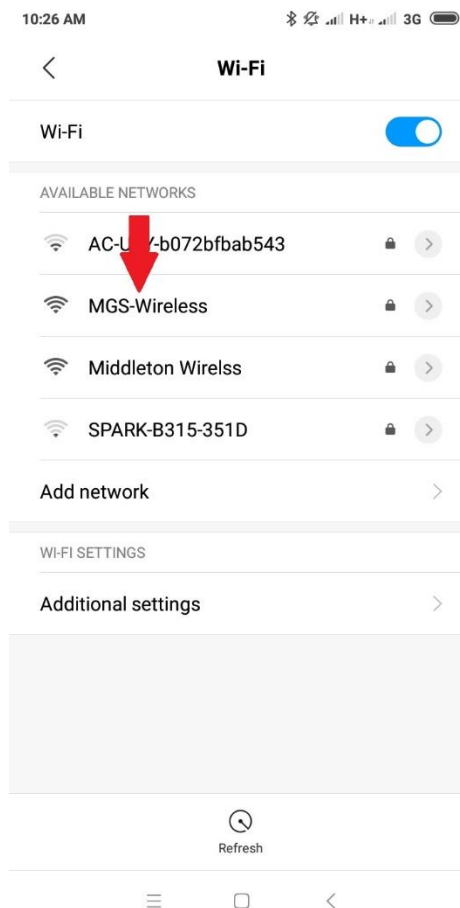 10:26 AM H+ 3G
Wi-Fi
Wi-Fi
AVAILABLE NETWORKS
-b072bfbab543
MGS-Wireless
Middleton Wirelss
SPARK-B315-351D
Add network
WI-FI SETTINGS
Additional settings
Refresh